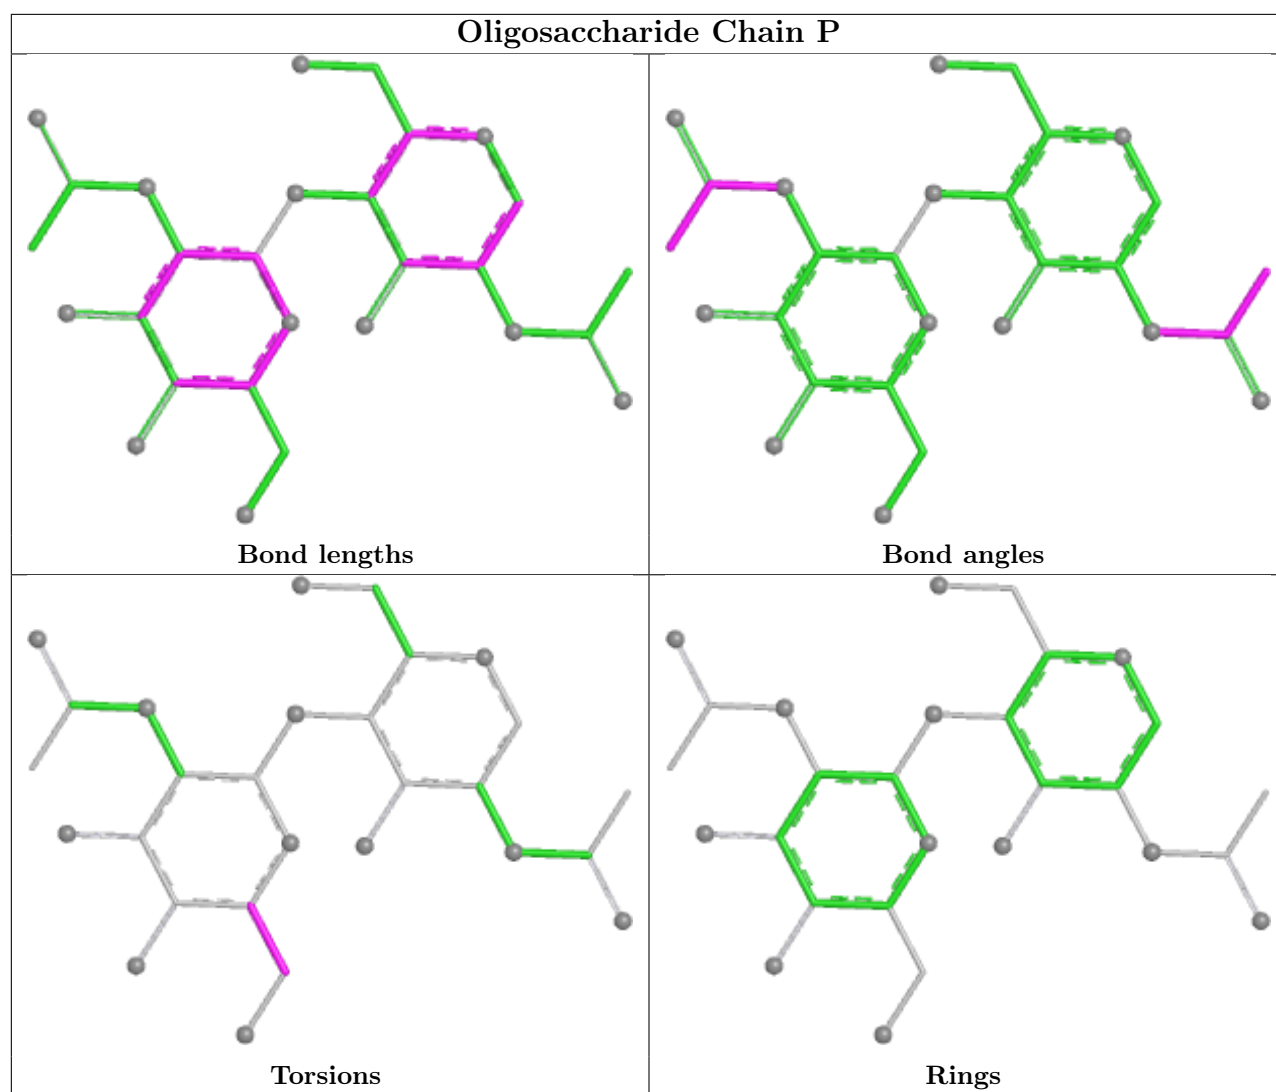 Oligosaccharide Chain P
Bond lengths
Bond angles
Torsions
Rings